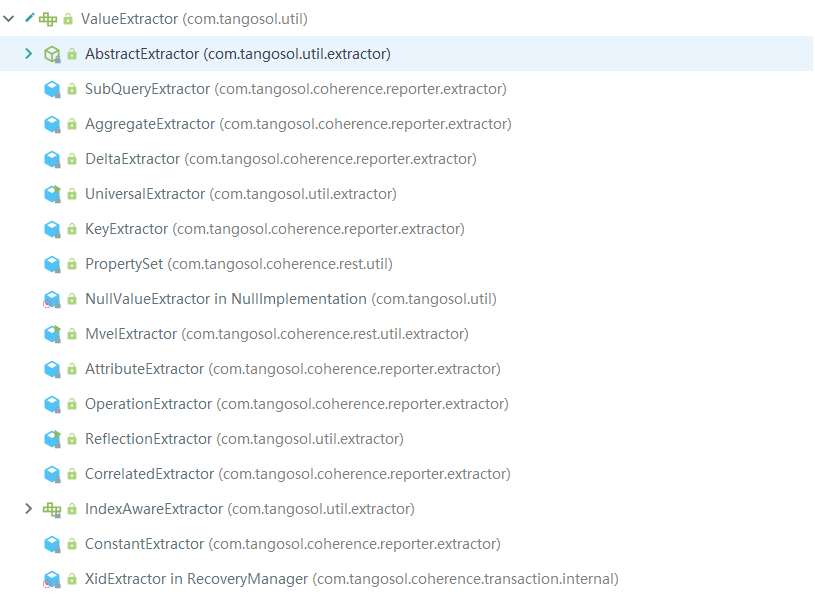 ValueExtractor (com.tangosol.util)
AbstractExtractor (com.tangosol.util.extractor)
SubQueryExtractor (com.tangosol.coherence.reporter.extractor)
AggregateExtractor (com.tangosol.coherence.reporter.extractor)
DeltaExtractor (com.tangosol.coherence.reporter.extractor)
UniversalExtractor (com.tangosol.util.extractor)
KeyExtractor (com.tangosol.coherence.reporter.extractor)
PropertySet (com.tangosol.coherence.rest.util)
NullValueExtractor in NullImplementation (com.tangosol.util)
MvelExtractor (com.tangosol.coherence.rest.util.extractor)
AttributeExtractor (com.tangosol.coherence.reporter.extractor)
OperationExtractor (com.tangosol.coherence.reporter.extractor)
ReflectionExtractor (com.tangosol.util.extractor)
CorrelatedExtractor (com.tangosol.coherence.reporter.extractor)
IndexAwareExtractor (com.tangosol.util.extractor)
ConstantExtractor (com.tangosol.coherence.reporter.extractor)
XidExtractor in RecoveryManager (com.tangosol.coherence.transaction.internal)